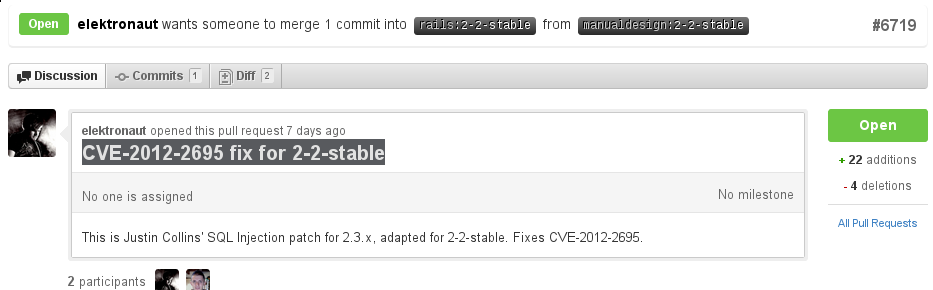 Open elektronaut wants someone to merge 1 commit into rails:2-2-stable from manualdesign:2-2-stable #6719
Discussion Commits 1 Diff 2
elektronaut opened this pull request 7 days ago
CVE-2012-2695 fix for 2-2-stable
No one is assigned No milestone
This is Justin Collins' SQL Injection patch for 2.3.x, adapted for 2-2-stable. Fixes CVE-2012-2695.
2 participants
Open
+ 22 additions
- 4 deletions
All Pull Requests